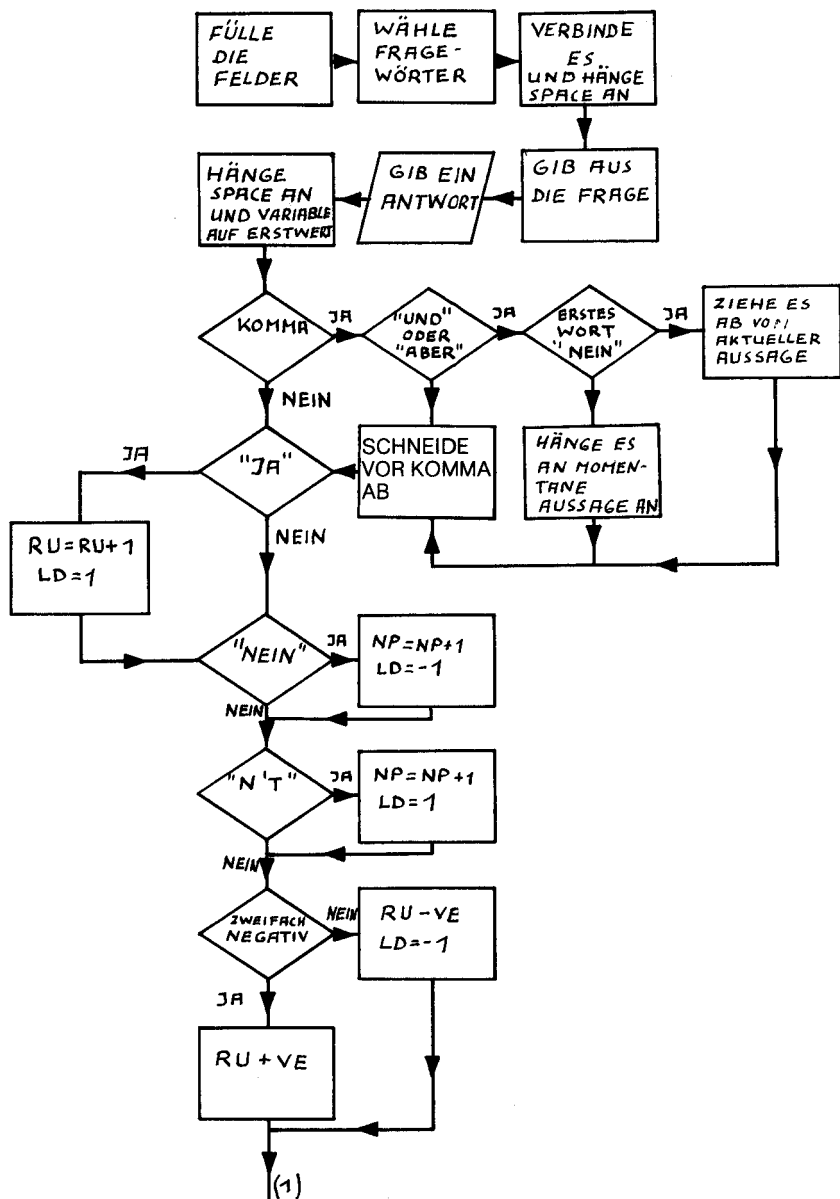 FÜLLE
DIE
FELDER
WÄHLE
FRAGE-
WÖRTER
VERBINDE
ES
UND HÄNGE
SPACE AN
HÄNGE
SPACE AN
UND VARIABLE
AUF ERSTWERT
GIB EIN
ANTWORT
GIB AUS
DIE FRAGE
KOMMA
JA
"UND"
ODER
"ABER"
JA
ERSTES
WORT
"NEIN"
JA
ZIEHE ES
AB VON
AKTUELLER
AUSSAGE
NEIN
JA
"JA"
SCHNEIDE
VOR KOMMA
AB
HÄNGE ES
AN MOMEN-
TANE
AUSSAGE AN
RU=RU+1
LD=1
NEIN
"NEIN"
JA
NP=NP+1
LD=-1
NEIN
"N'T"
JA
NP=NP+1
LD=1
NEIN
ZWEIFACH
NEGATIV
NEIN
RU-VE
LD=-1
JA
RU+VE
(1)